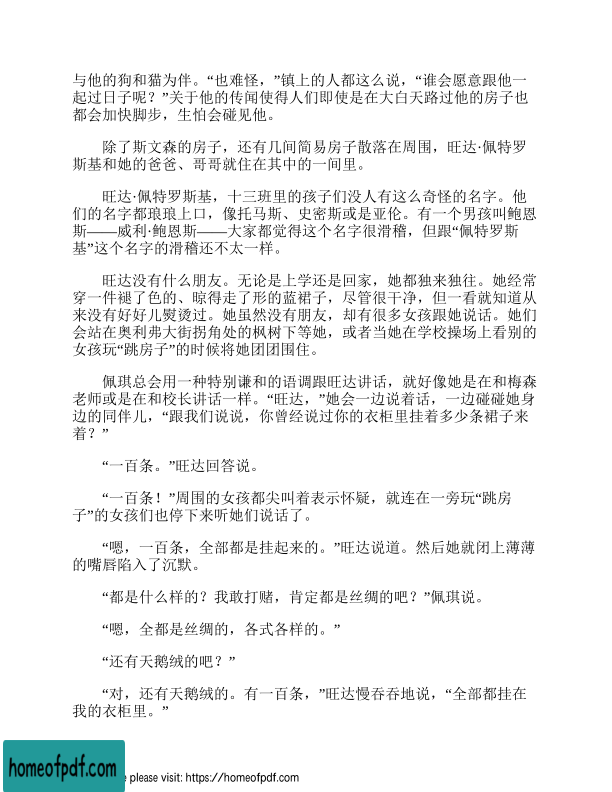 与他的狗和猫为伴。“也难怪，”镇上的人都这么说，“谁会愿意跟他一
起过日子呢？”关于他的传闻使得人们即使是在大白天路过他的房子也
都会加快脚步，生怕会碰见他。
除了斯文森的房子，还有几间简易房子散落在周围，旺达·佩特罗
斯基和她的爸爸、哥哥就住在其中的一间里。
旺达·佩特罗斯基，十三班里的孩子们没人有这么奇怪的名字。他
们的名字都琅琅上口，像托马斯、史密斯或是亚伦。有一个男孩叫鲍恩
斯——威利·鲍恩斯——大家都觉得这个名字很滑稽，但跟“佩特罗斯
基”这个名字的滑稽还不太一样。
旺达没有什么朋友。无论是上学还是回家，她都独来独往。她经常
穿一件褪了色的、晾得走了形的蓝裙子，尽管很干净，但一看就知道从
来没有好好儿熨烫过。她虽然没有朋友，却有很多女孩跟她说话。她们
会站在奥利弗大街拐角处的枫树下等她，或者当她在学校操场上看别的
女孩玩“跳房子”的时候将她团团围住。
佩琪总会用一种特别谦和的语调跟旺达讲话，就好像她是在和梅森
老师或是在和校长讲话一样。“旺达，”她会一边说着话，一边碰碰她身
边的同伴儿，“跟我们说说，你曾经说过你的衣柜里挂着多少条裙子来
着？”
“一百条。”旺达回答说。
“一百条！”周围的女孩都尖叫着表示怀疑，就连在一旁玩“跳房
子”的女孩们也停下来听她们说话了。
“嗯，一百条，全部都是挂起来的。”旺达说道。然后她就闭上薄薄
的嘴唇陷入了沉默。
“都是什么样的？我敢打赌，肯定都是丝绸的吧？”佩琪说。
“嗯，全都是丝绸的，各式各样的。”
“还有天鹅绒的吧？”
“对，还有天鹅绒的。有一百条，”旺达慢吞吞地说，“全部都挂在
我的衣柜里。”
homeofpdf.com
please visit: https://homeofpdf.com